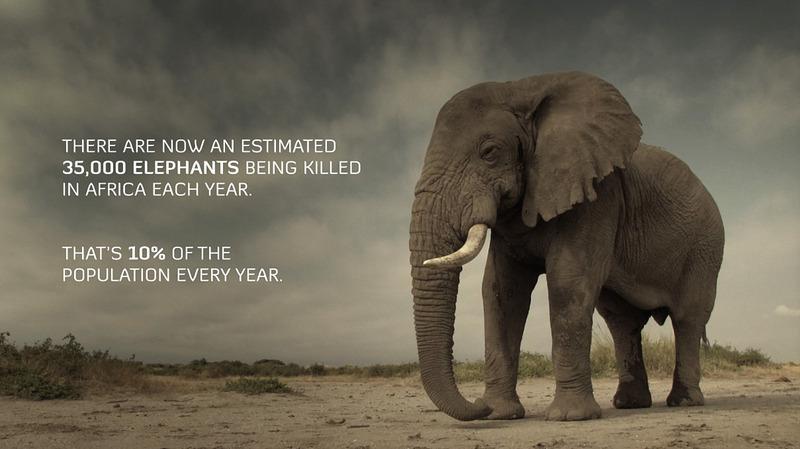 THERE ARE NOW AN ESTIMATED
35,000 ELEPHANTS BEING KILLED
IN AFRICA EACH YEAR.
THAT'S 10% OF THE
POPULATION EVERY YEAR.